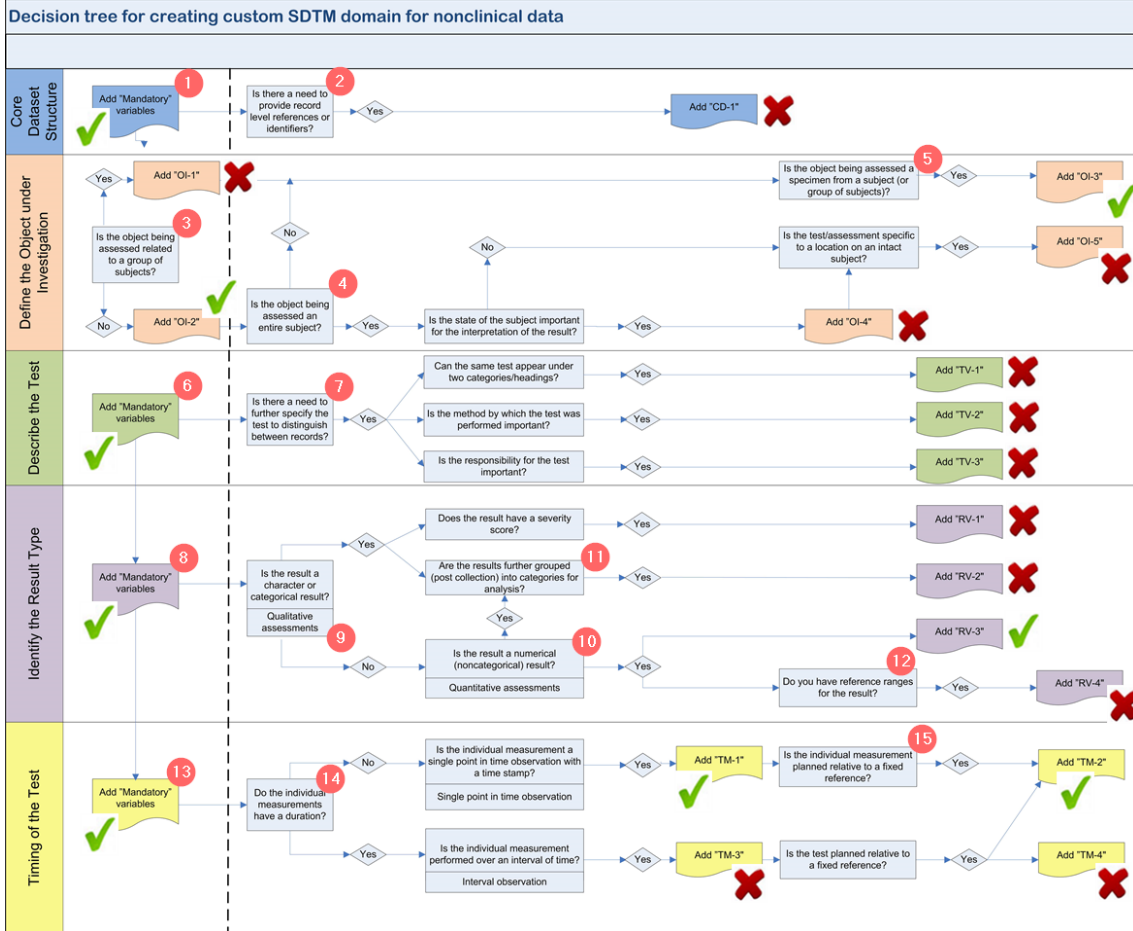 Decision tree for creating custom SDTM domain for nonclinical data
Core
Dataset
Structure
1
Add "Mandatory"
variables
2
Is there a need to
provide record
level references or
identifiers?
Yes
Add "CD-1"
Define the Object under
Investigation
Yes
Add "OI-1"
3
Is the object being
assessed related
to a group of
subjects?
No
Add "OI-2"
No
4
Is the object being
assessed an
entire subject?
Yes
No
Is the state of the subject important
for the interpretation of the result?
Yes
Add "OI-4"
5
Is the object being assessed a
specimen from a subject (or
group of subjects)?
Yes
Add "OI-3"
Is the test/assessment specific
to a location on an intact
subject?
Yes
Add "OI-5"
Describe the Test
6
Add "Mandatory"
variables
7
Is there a need to
further specify the
test to distinguish
between records?
Yes
Can the same test appear under
two categories/headings?
Yes
Add "TV-1"
Is the method by which the test was
performed important?
Yes
Add "TV-2"
Is the responsibility for the test
important?
Yes
Add "TV-3"
Identify the Result Type
8
Add "Mandatory"
variables
Is the result a
character or
categorical result?
Qualitative
assessments
9
Yes
Does the result have a severity
score?
Yes
Add "RV-1"
11
Are the results further grouped
(post collection) into categories for
analysis?
Yes
Add "RV-2"
Yes
No
10
Is the result a numerical
(noncategorical) result?
Quantitative assessments
Yes
Add "RV-3"
12
Do you have reference ranges
for the result?
Yes
Add "RV-4"
Timing of the Test
13
Add "Mandatory"
variables
14
Do the individual
measurements
have a duration?
No
Is the individual measurement a
single point in time observation with
a time stamp?
Single point in time observation
Yes
Add "TM-1"
15
Is the individual measurement
planned relative to a fixed
reference?
Yes
Add "TM-2"
Yes
Is the individual measurement
performed over an interval of time?
Interval observation
Yes
Add "TM-3"
Is the test planned relative to
a fixed reference?
Yes
Add "TM-4"